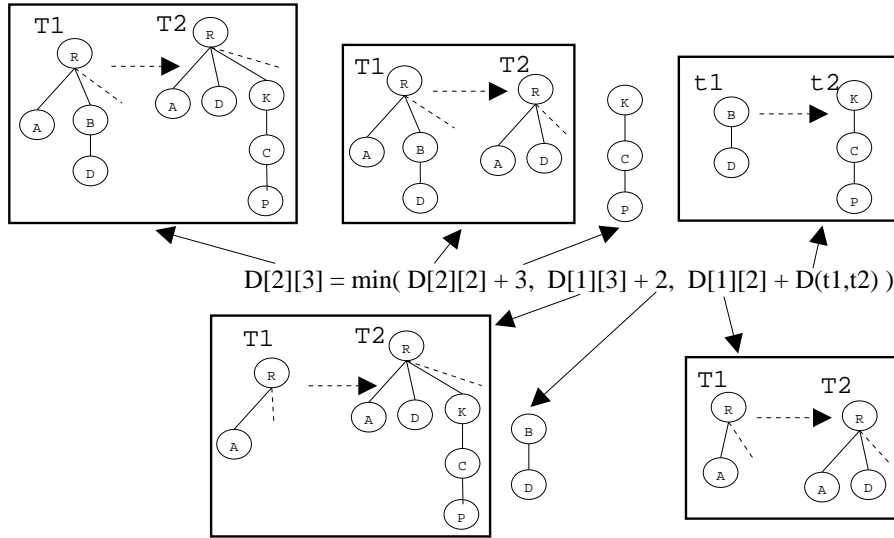 T1
T2
R
R
A
B
D
A
D
K
C
P
T1
T2
R
R
A
B
D
A
D
K
C
P
t1
t2
B
D
K
C
P
D[2][3] = min( D[2][2] + 3, D[1][3] + 2, D[1][2] + D(t1,t2) )
T1
T2
R
R
A
A
D
K
C
P
B
D
T1
T2
R
R
A
A
D